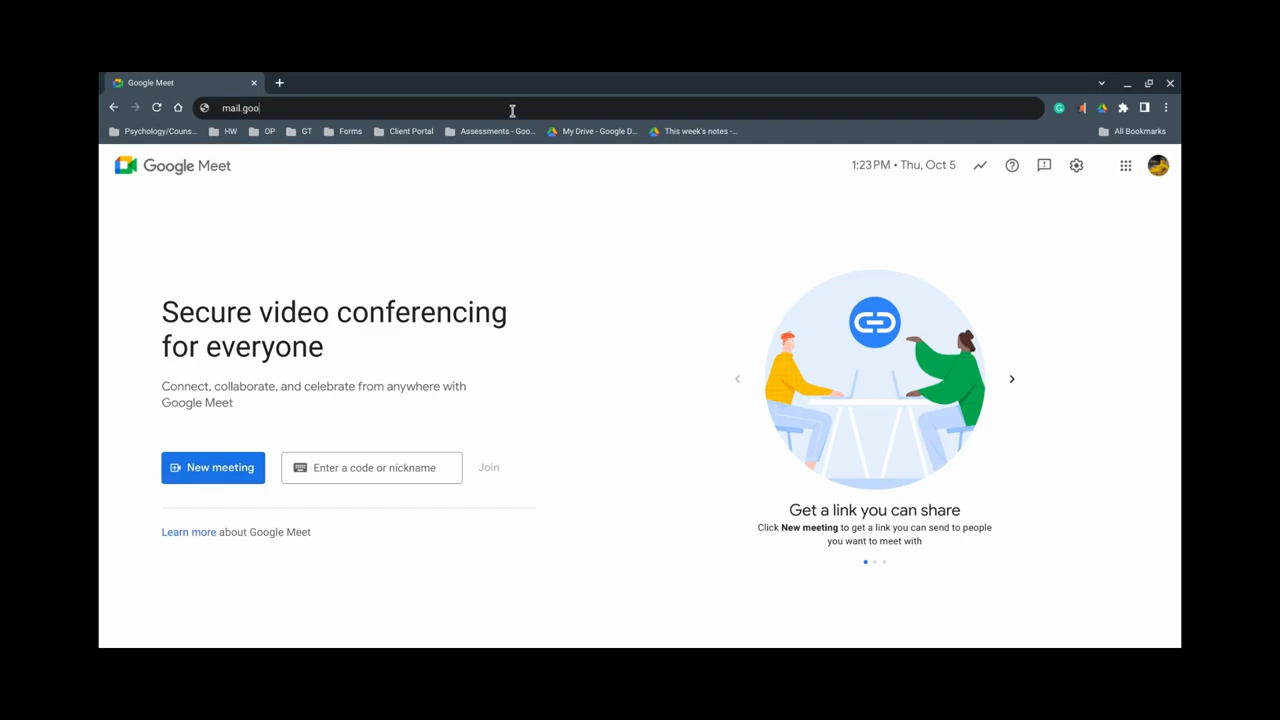 Google Meet
mail.goo
Psychology/Couns... HW OP GT Forms Client Portal Assessments - Goo... My Drive - Google D... This week's notes -... All Bookmarks
Google Meet 1:23 PM • Thu, Oct 5
Secure video conferencing
for everyone
Connect, collaborate, and celebrate from anywhere with
Google Meet
New meeting Enter a code or nickname Join
Learn more about Google Meet
Get a link you can share
Click New meeting to get a link you can send to people
you want to meet with